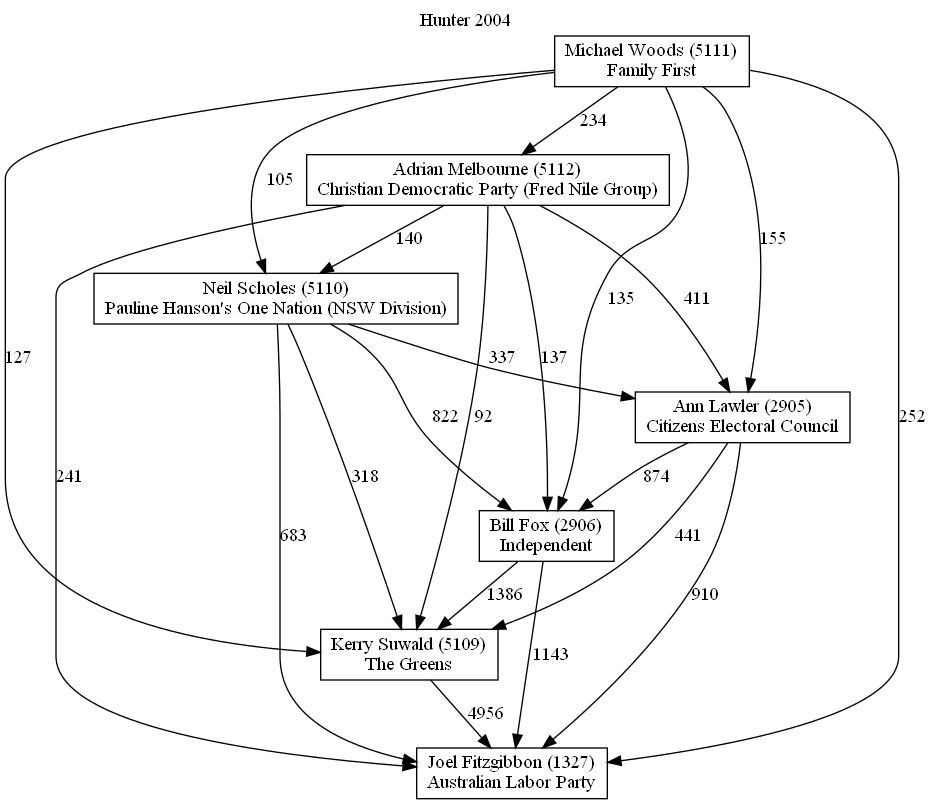 Hunter 2004
Michael Woods (5111)
Family First
234
Adrian Melbourne (5112)
Christian Democratic Party (Fred Nile Group)
105
140
155
Neil Scholes (5110)
Pauline Hanson's One Nation (NSW Division)
135
411
127
337
137
Ann Lawler (2905)
Citizens Electoral Council
822
92
252
241
318
874
Bill Fox (2906)
Independent
683
441
1386
910
Kerry Suwald (5109)
The Greens
1143
4956
Joel Fitzgibbon (1327)
Australian Labor Party